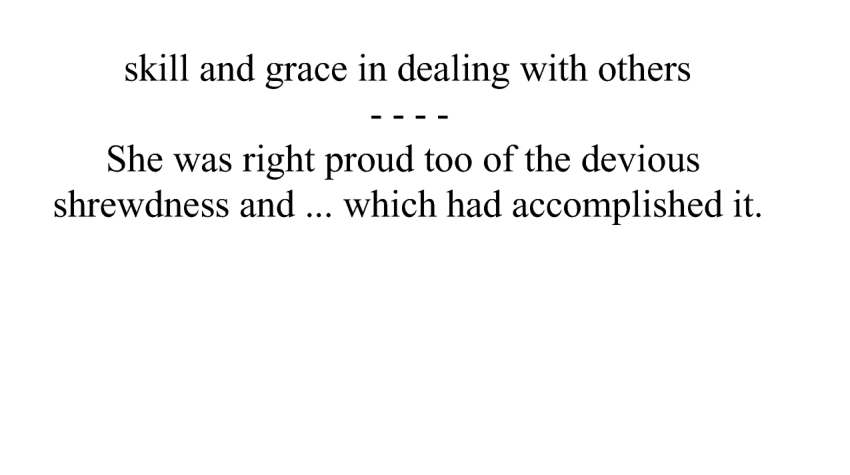 skill and grace in dealing with others
- - - -
She was right proud too of the devious
shrewdness and ... which had accomplished it.